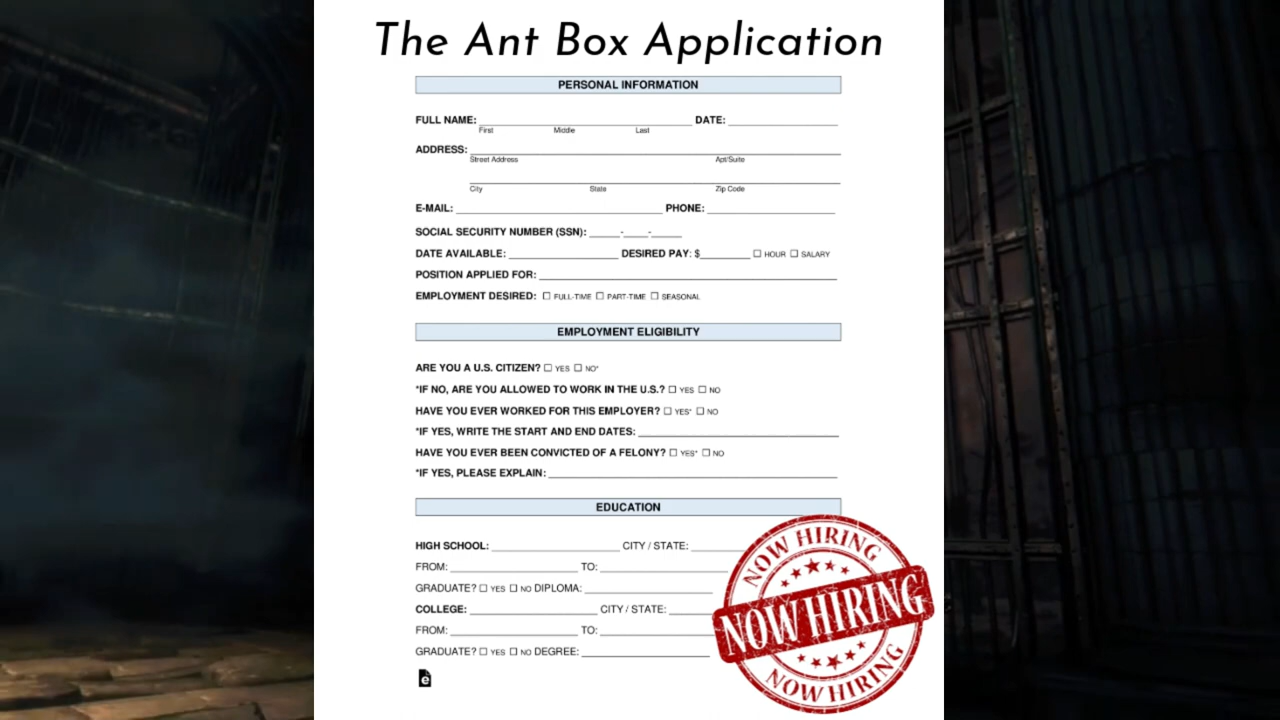 The Ant Box Application
PERSONAL INFORMATION
FULL NAME: DATE:
First Middle Last
ADDRESS:
Street Address Apt/Suite
City State Zip Code
E-MAIL: PHONE:
SOCIAL SECURITY NUMBER (SSN): - -
DATE AVAILABLE: DESIRED PAY: $ ☐ HOUR ☐ SALARY
POSITION APPLIED FOR:
EMPLOYMENT DESIRED: ☐ FULL-TIME ☐ PART-TIME ☐ SEASONAL
EMPLOYMENT ELIGIBILITY
ARE YOU A U.S. CITIZEN? ☐ YES ☐ NO*
*IF NO, ARE YOU ALLOWED TO WORK IN THE U.S.? ☐ YES ☐ NO
HAVE YOU EVER WORKED FOR THIS EMPLOYER? ☐ YES* ☐ NO
*IF YES, WRITE THE START AND END DATES:
HAVE YOU EVER BEEN CONVICTED OF A FELONY? ☐ YES* ☐ NO
*IF YES, PLEASE EXPLAIN:
EDUCATION
HIGH SCHOOL: CITY / STATE:
FROM: TO:
GRADUATE? ☐ YES ☐ NO DIPLOMA:
COLLEGE: CITY / STATE:
FROM: TO:
GRADUATE? ☐ YES ☐ NO DEGREE:
e
NOW HIRING
NOW HIRING
NOW HIRING